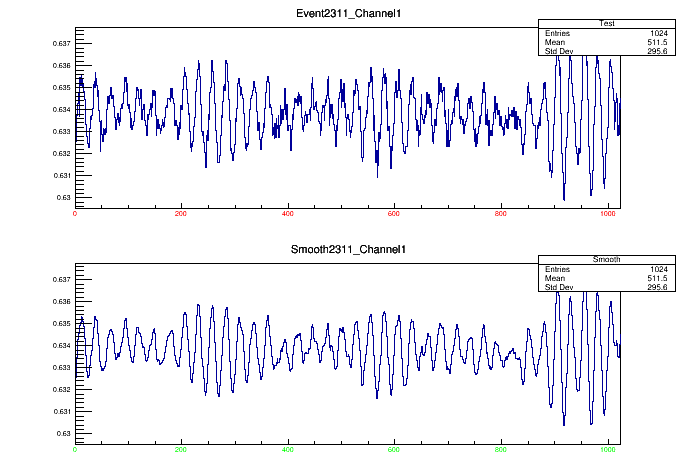 Event2311_Channel1
Test
Entries 1024
Mean 511.5
Std Dev 295.6
0.637
0.636
0.635
0.634
0.633
0.632
0.631
0.63
0 200 400 600 800 1000
Smooth2311_Channel1
Smooth
Entries 1024
Mean 511.5
Std Dev 295.6
0.637
0.636
0.635
0.634
0.633
0.632
0.631
0.63
0 200 400 600 800 1000